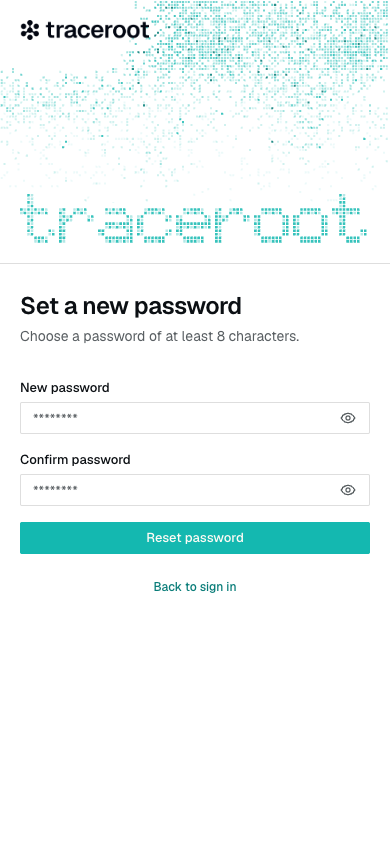 traceroot
traceroot
Set a new password
Choose a password of at least 8 characters.
New password
********
Confirm password
********
Reset password
Back to sign in